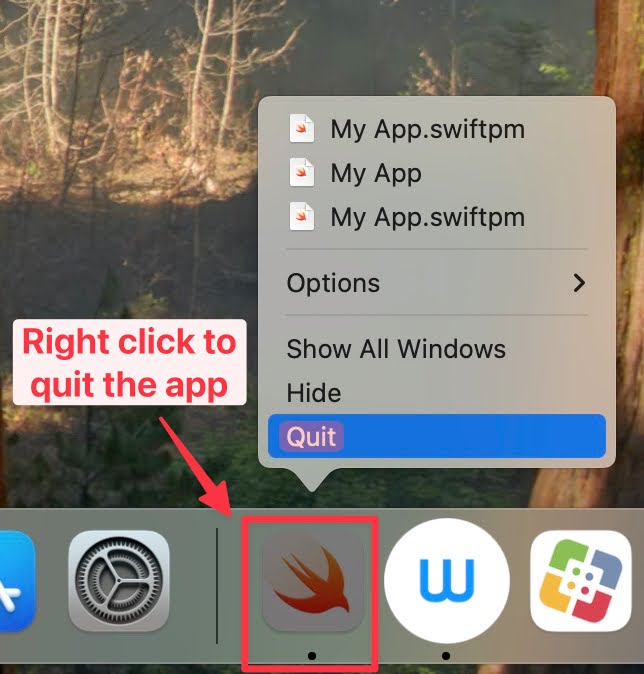 My App.swiftpm
My App
My App.swiftpm
Options
Show All Windows
Hide
Quit
Right click to
quit the app